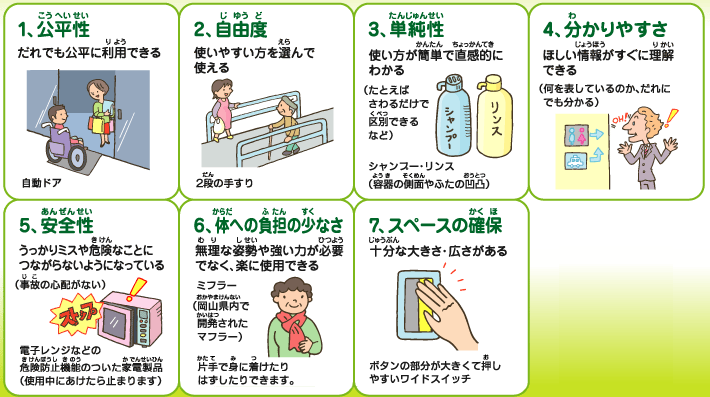 こうへいせい
1、公平性
りよう
だれでも公平に利用できる
自動ドア
じゆうど
2、自由度
えら
使いやすい方を選んで
使える
だん
2段の手すり
たんじゅんせい
3、単純性
かんたん ちょっかんてき
使い方が簡単で直感的に
わかる
(たとえば
さわるだけで
くべつ
区別できる
など)
シャンプー
リンス
シャンプー・リンス
ようき そくめん おうとつ
(容器の側面やふたの凹凸)
わ
4、分かりやすさ
じょうほう りかい
ほしい情報がすぐに理解
できる
(何を表しているのか、だれに
でも分かる)
OH!
あんぜんせい
5、安全性
きけん
うっかりミスや危険なことに
つながらないようになっている
じこ
(事故の心配がない)
ストップ
電子レンジなどの
きけんぼうし きのう かでんせいひん
危険防止機能のついた家電製品
(使用中にあけたら止まります)
からだ ふたん すく
6、体への負担の少なさ
むり しせい ひつよう
無理な姿勢や強い力が必要
でなく、楽に使用できる
ミフラー
おかやまけんない
(岡山県内で
かいはつ
開発された
マフラー)
かたて み つ
片手で身に着けたり
はずしたりできます。
かくほ
7、スペースの確保
じゅうぶん
十分な大きさ・広さがある
お
ボタンの部分が大きくて押し
やすいワイドスイッチ